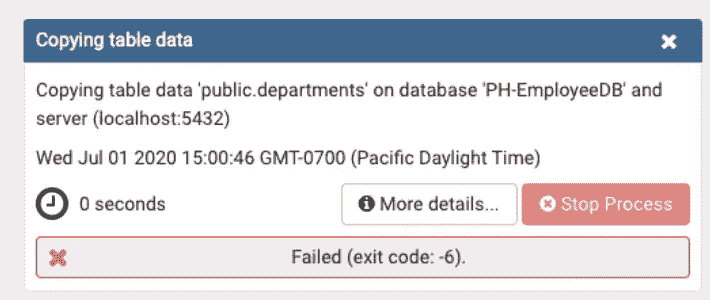 Copying table data
Copying table data 'public.departments' on database 'PH-EmployeeDB' and
server (localhost:5432)
Wed Jul 01 2020 15:00:46 GMT-0700 (Pacific Daylight Time)
0 seconds
More details...
Stop Process
Failed (exit code: -6).